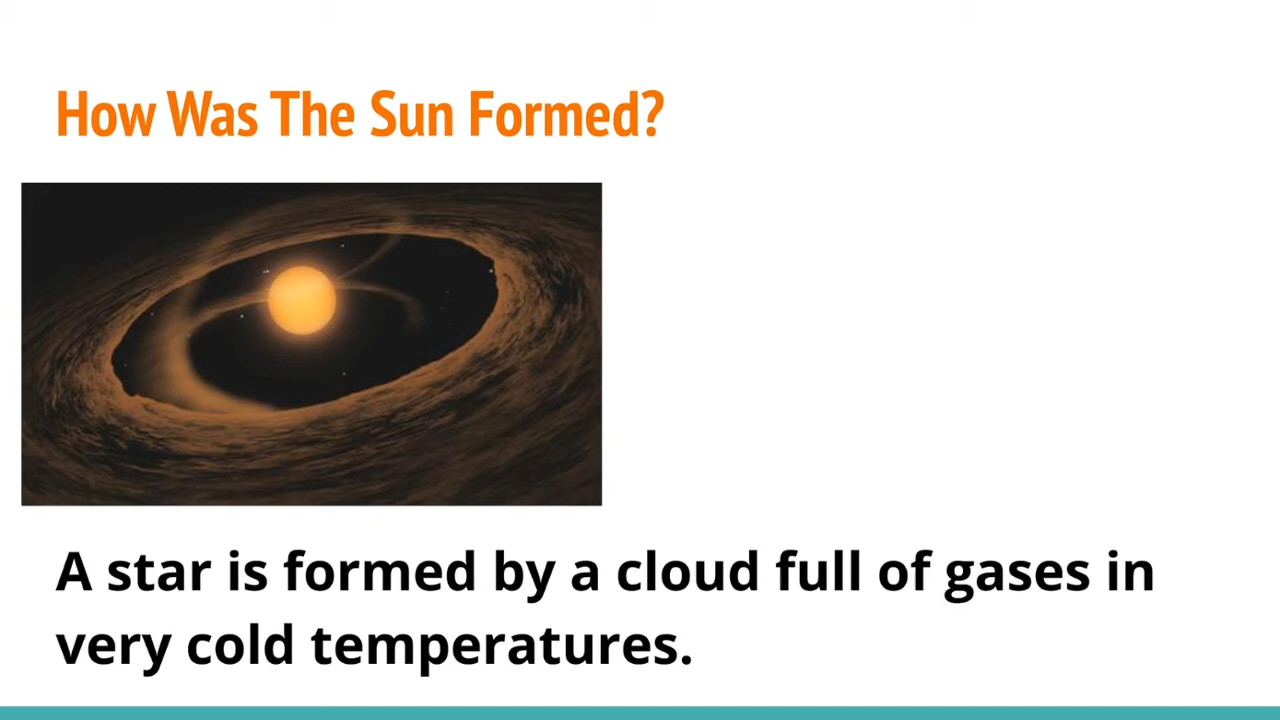 How Was The Sun Formed?
A star is formed by a cloud full of gases in
very cold temperatures.